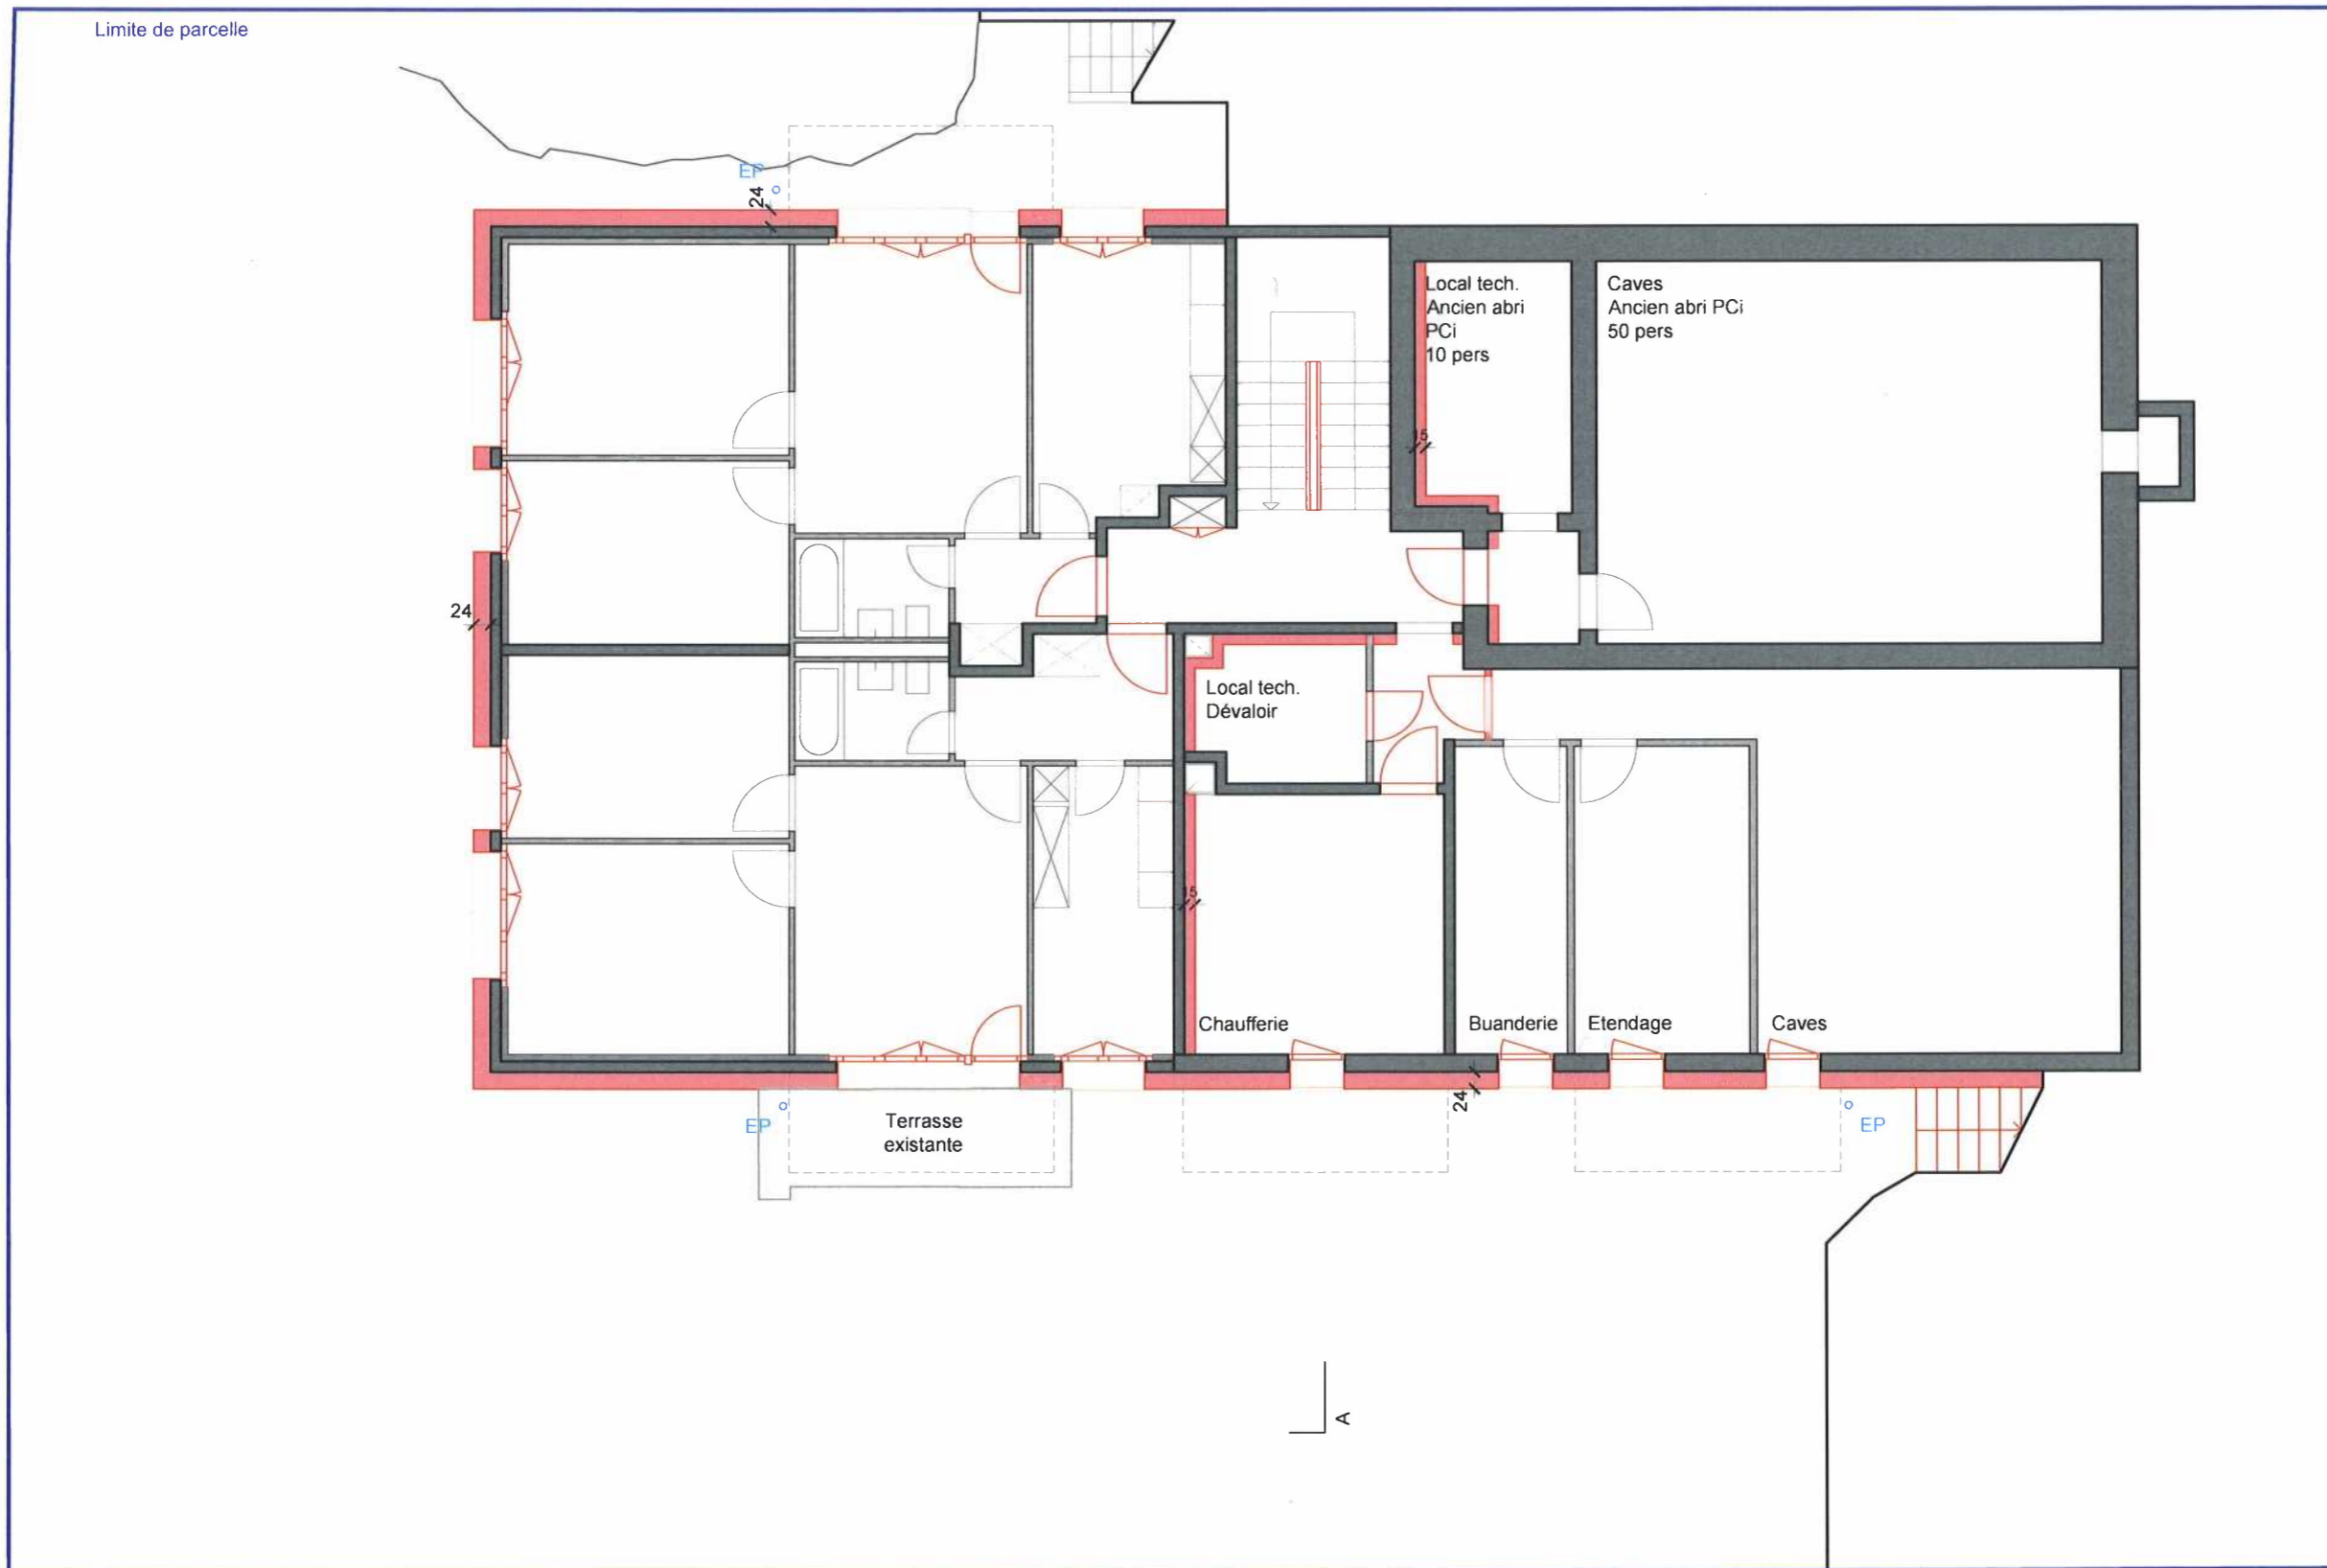 Limite de parcelle
EP
24
Local tech.
Ancien abri
PCi
10 pers
Caves
Ancien abri PCi
50 pers
15
24
Local tech.
Dévaloir
15
Chaufferie
Buanderie
Etendage
Caves
24
EP
Terrasse
existante
EP
A